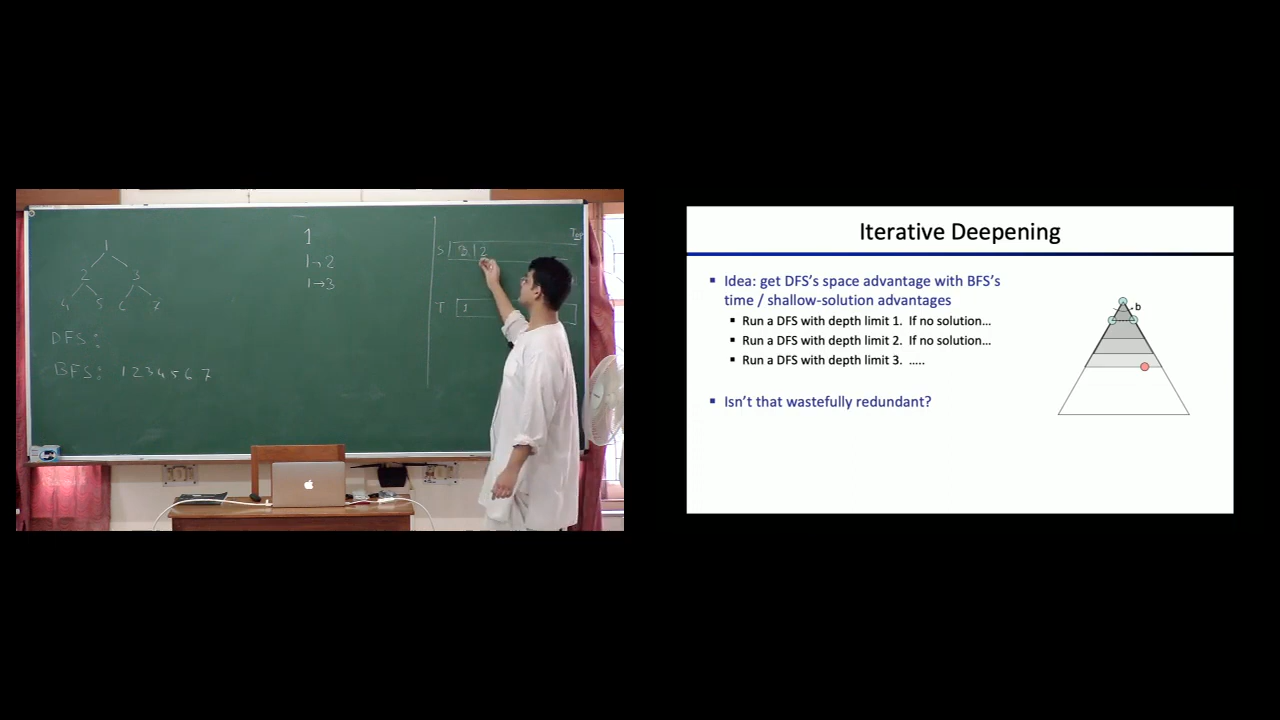 1
2 3
4 5 6 7
DFS:
BFS: 1 2 3 4 5 6 7
1
1→2
1→3
Top
S 3 2
T 1
Iterative Deepening
Idea: get DFS's space advantage with BFS's
time / shallow-solution advantages
Run a DFS with depth limit 1. If no solution…
Run a DFS with depth limit 2. If no solution…
Run a DFS with depth limit 3. …..
Isn't that wastefully redundant?
b